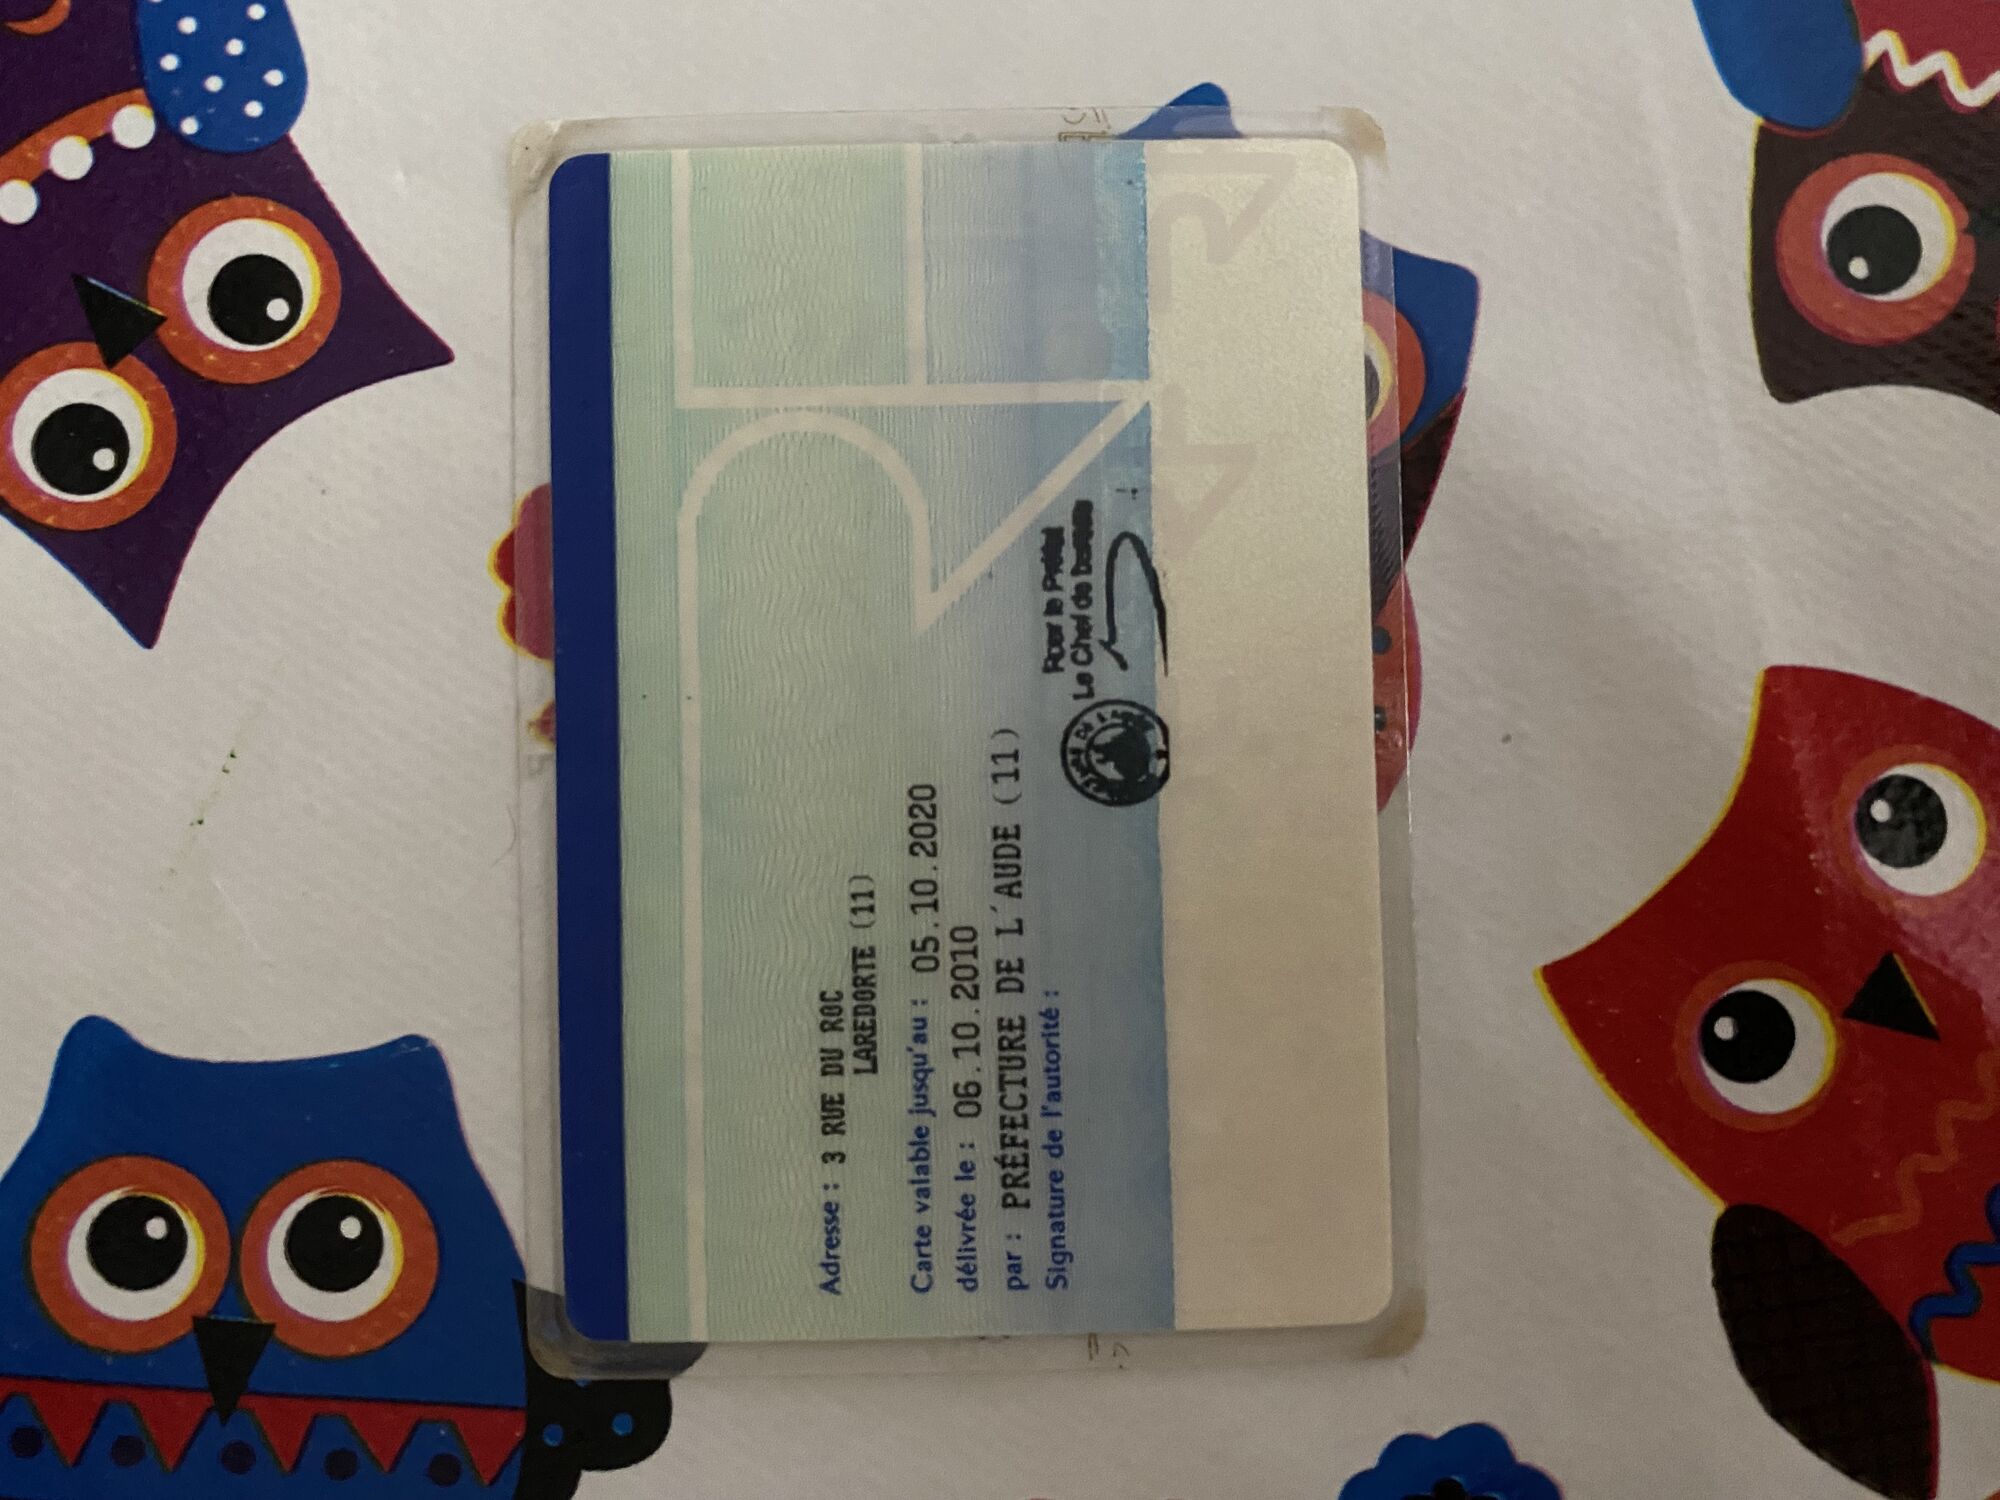 Adresse : 3 RUE DU ROC
LAREDORTE (11)
Carte valable jusqu'au : 05.10.2020
délivrée le : 06.10.2010
par : PRÉFECTURE DE L'AUDE (11)
Signature de l'autorité :
Pour le Préfet
Le Chef de bureau